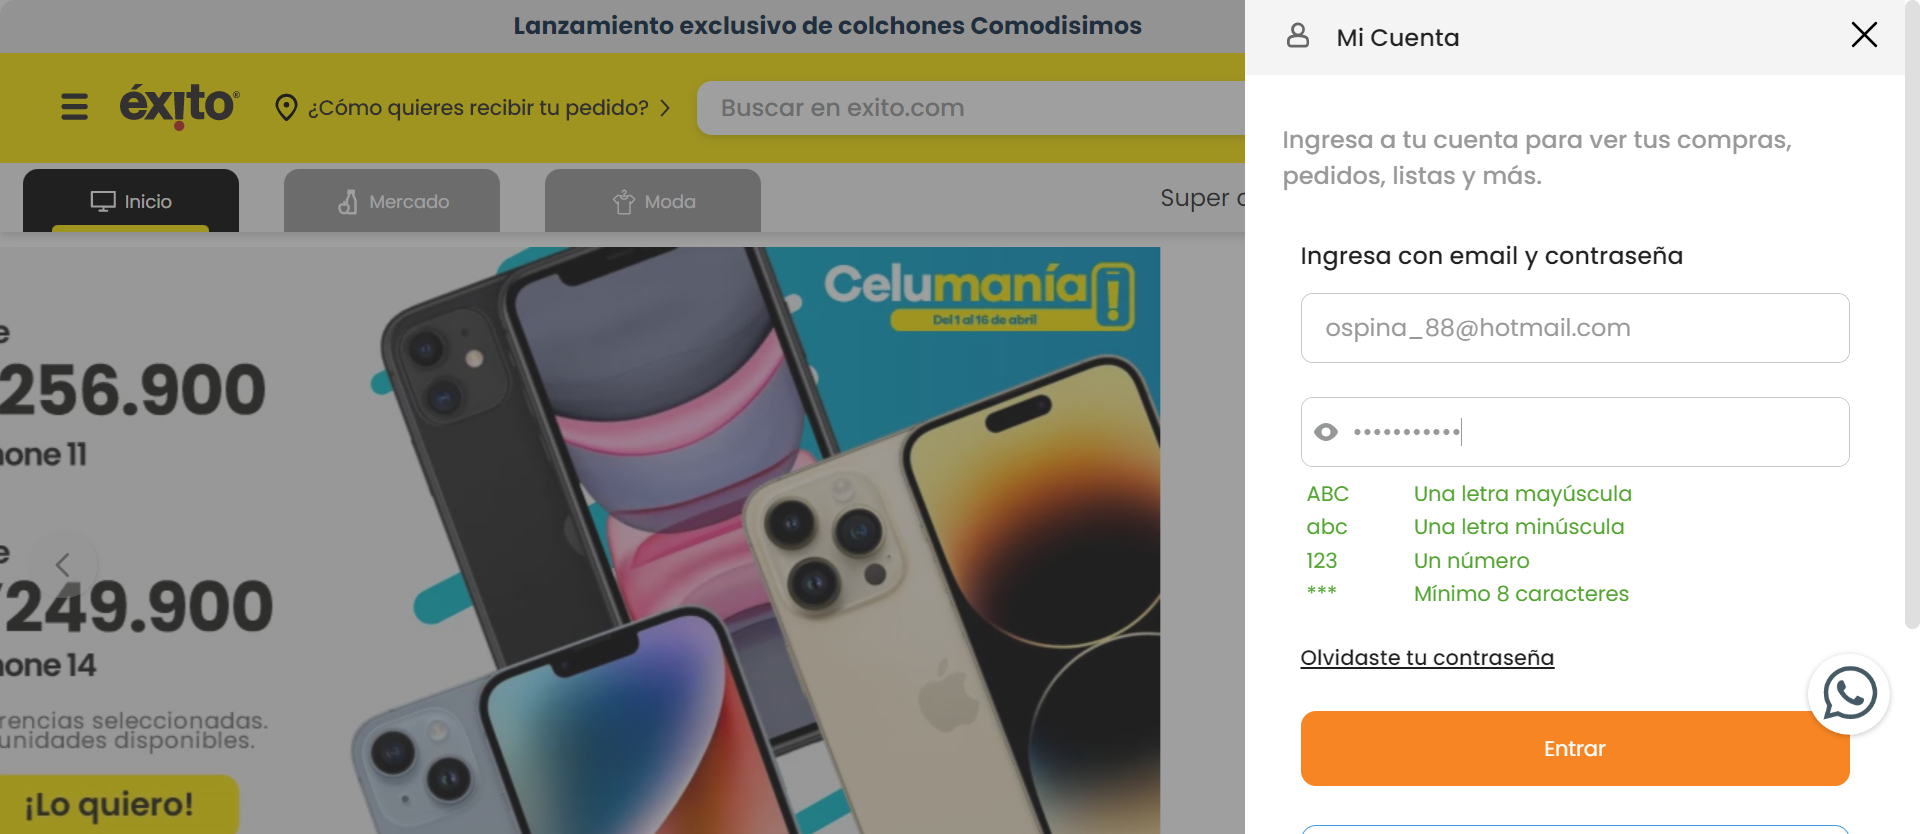 Lanzamiento exclusivo de colchones Comodisimos
éxito
¿Cómo quieres recibir tu pedido?
Buscar en exito.com
Inicio
Mercado
Moda
Super
Celumanía
Del 1 al 16 de abril
256.900
one 11
249.900
one 14
rencias seleccionadas.
unidades disponibles.
¡Lo quiero!
Mi Cuenta
Ingresa a tu cuenta para ver tus compras,
pedidos, listas y más.
Ingresa con email y contraseña
ospina_88@hotmail.com
•••••••••••
ABC Una letra mayúscula
abc Una letra minúscula
123 Un número
*** Mínimo 8 caracteres
Olvidaste tu contraseña
Entrar